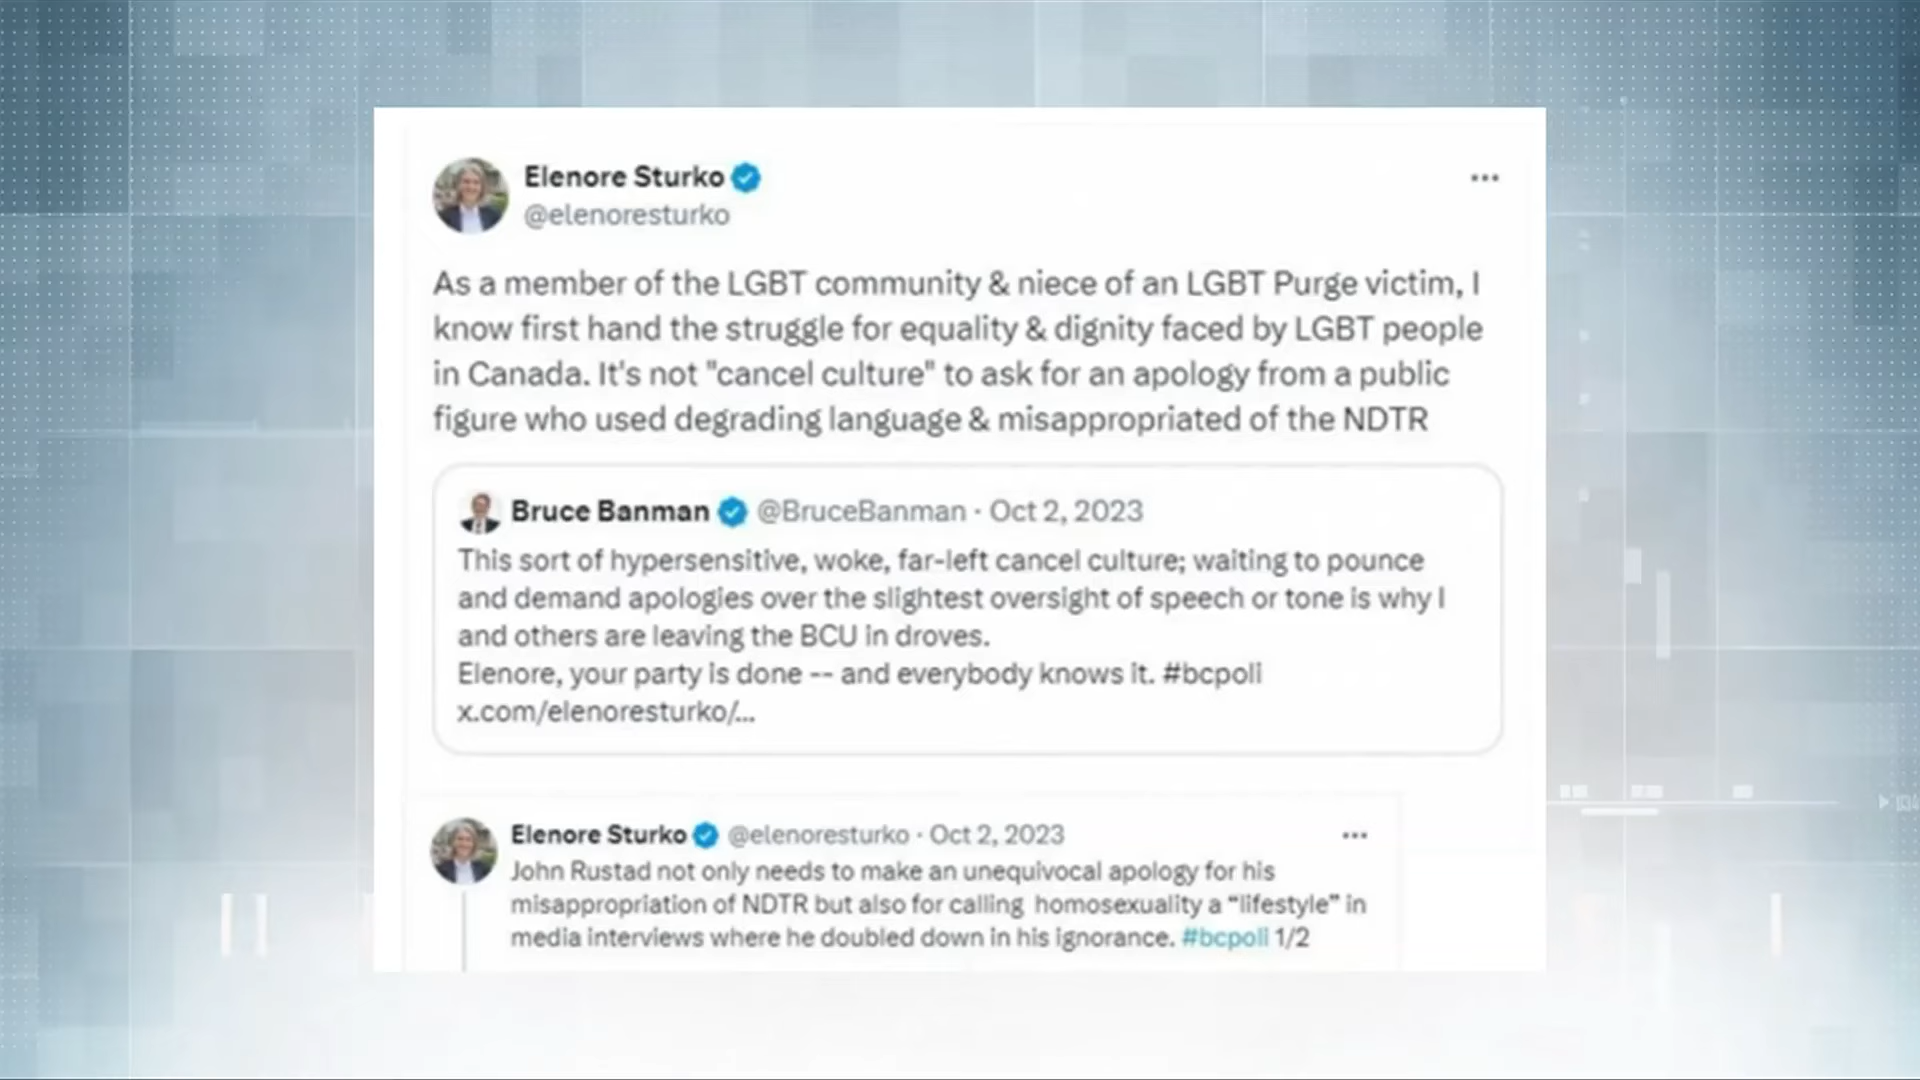 Elenore Sturko
@elenoresturko
As a member of the LGBT community & niece of an LGBT Purge victim, I
know first hand the struggle for equality & dignity faced by LGBT people
in Canada. It's not "cancel culture" to ask for an apology from a public
figure who used degrading language & misappropriated of the NDTR
Bruce Banman @BruceBanman · Oct 2, 2023
This sort of hypersensitive, woke, far-left cancel culture; waiting to pounce
and demand apologies over the slightest oversight of speech or tone is why I
and others are leaving the BCU in droves.
Elenore, your party is done -- and everybody knows it. #bcpoli
x.com/elenoresturko/...
Elenore Sturko @elenoresturko · Oct 2, 2023
John Rustad not only needs to make an unequivocal apology for his
misappropriation of NDTR but also for calling homosexuality a “lifestyle” in
media interviews where he doubled down in his ignorance. #bcpoli 1/2